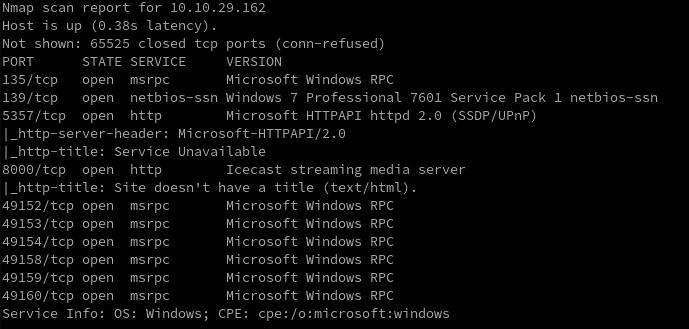 Nmap scan report for 10.10.29.162
Host is up (0.38s latency).
Not shown: 65525 closed tcp ports (conn-refused)
PORT      STATE SERVICE     VERSION
135/tcp   open  msrpc       Microsoft Windows RPC
139/tcp   open  netbios-ssn Windows 7 Professional 7601 Service Pack 1 netbios-ssn
5357/tcp  open  http        Microsoft HTTPAPI httpd 2.0 (SSDP/UPnP)
|_http-server-header: Microsoft-HTTPAPI/2.0
|_http-title: Service Unavailable
8000/tcp  open  http        Icecast streaming media server
|_http-title: Site doesn't have a title (text/html).
49152/tcp open  msrpc       Microsoft Windows RPC
49153/tcp open  msrpc       Microsoft Windows RPC
49154/tcp open  msrpc       Microsoft Windows RPC
49158/tcp open  msrpc       Microsoft Windows RPC
49159/tcp open  msrpc       Microsoft Windows RPC
49160/tcp open  msrpc       Microsoft Windows RPC
Service Info: OS: Windows; CPE: cpe:/o:microsoft:windows